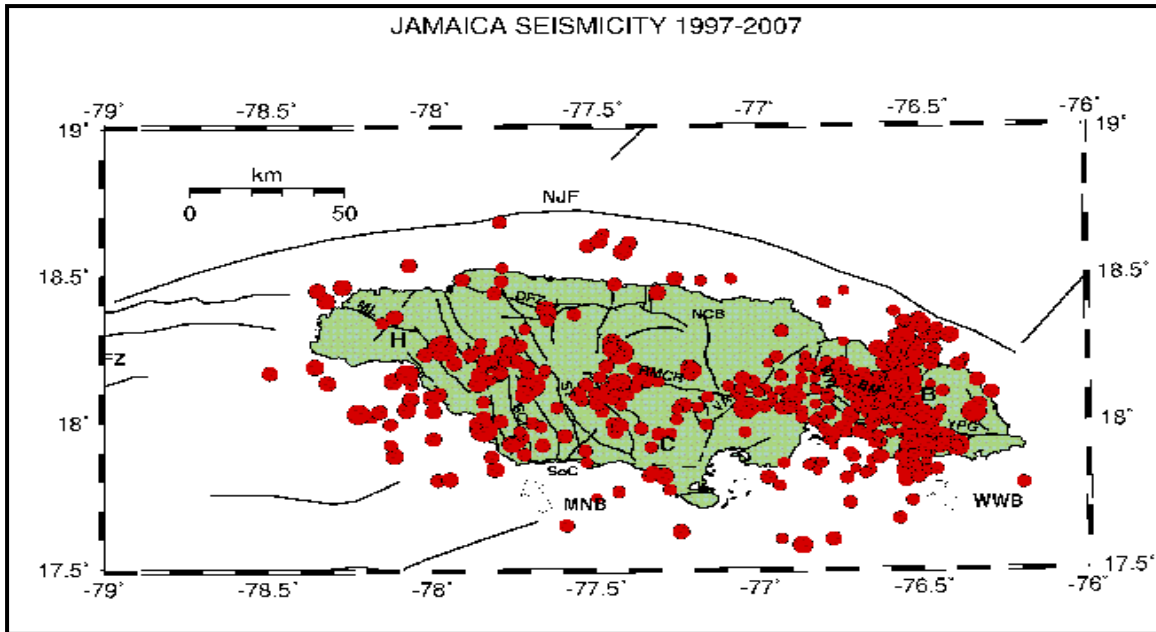 JAMAICA SEISMICITY 1997-2007
-79° -78.5° -78° -77.5° -77° -76.5° -76°
19° 19°
km
0 50
NJF
18.5° 18.5°
ML DFZ
NCB
H
FZ
RMCR
B
18° 18°
C
SoC
MNB WWB
17.5° 17.5°
-79° -78.5° -78° -77.5° -77° -76.5° -76°